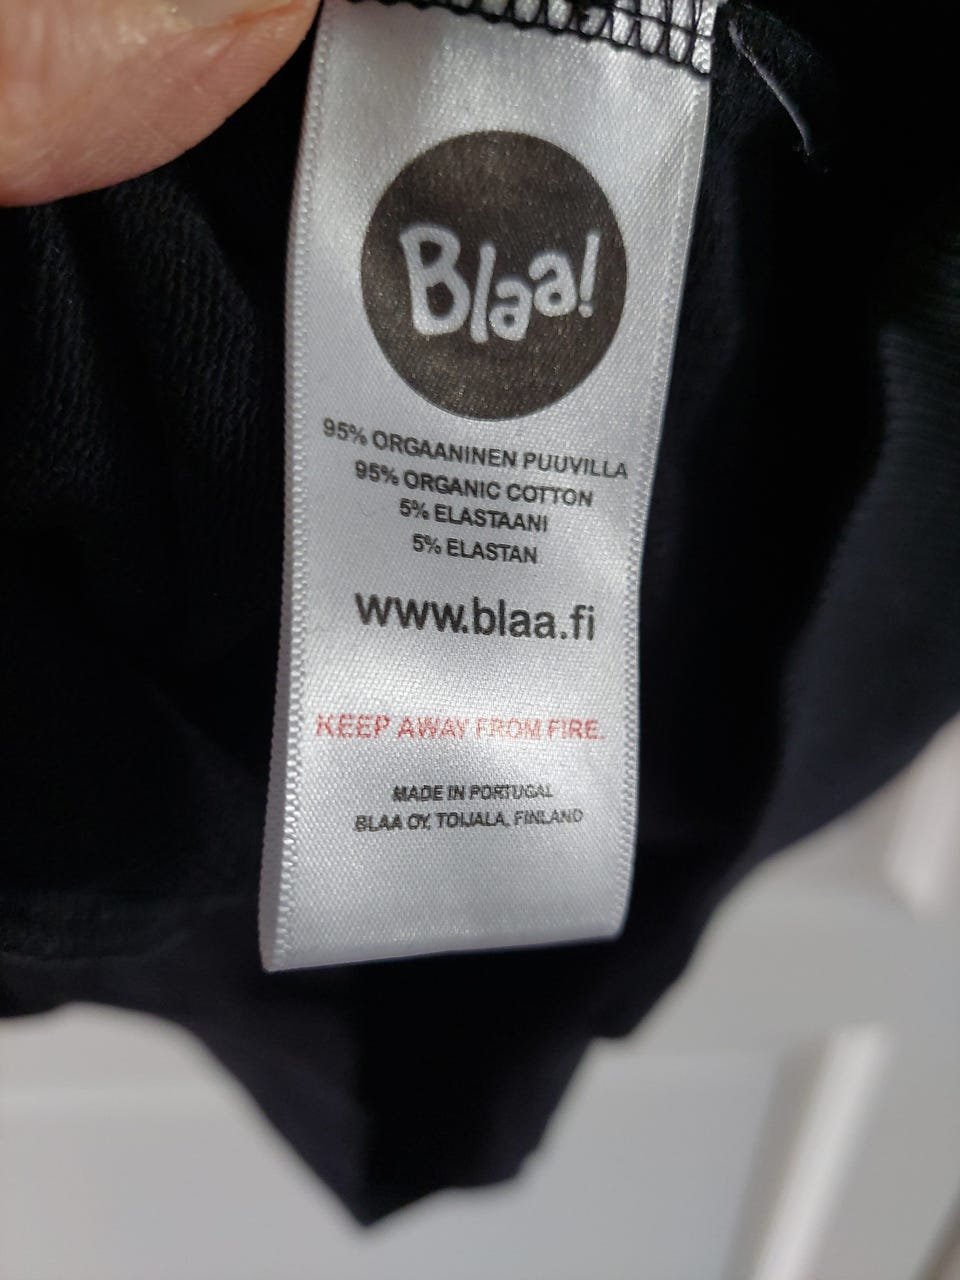 Blaa!
95% ORGAANINEN PUUVILLA
95% ORGANIC COTTON
5% ELASTAANI
5% ELASTAN
www.blaa.fi
KEEP AWAY FROM FIRE.
MADE IN PORTUGAL
BLAA OY, TOIJALA, FINLAND